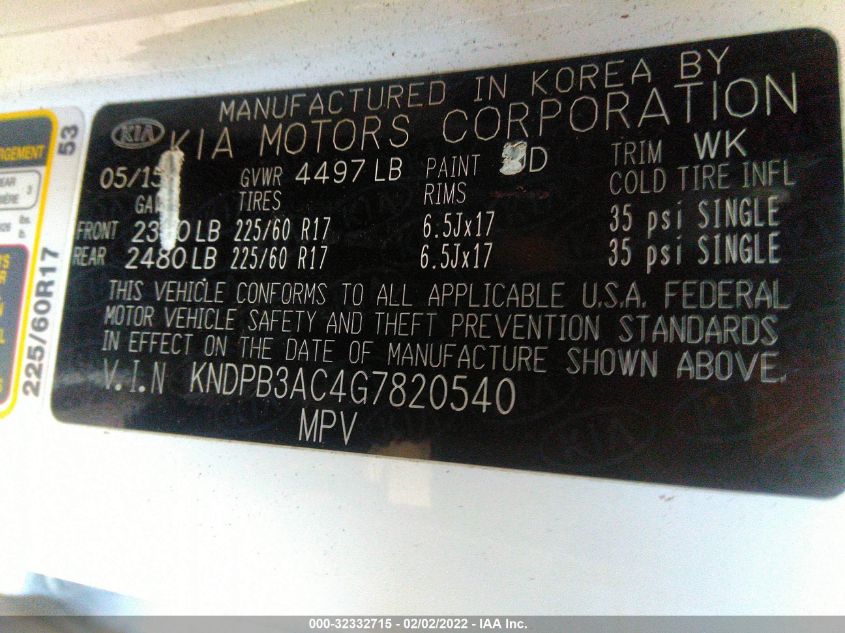 MANUFACTURED IN KOREA BY
KIA
KIA MOTORS CORPORATION
05/15 GVWR 4497 LB PAINT D TRIM WK
TIRES RIMS COLD TIRE INFL
FRONT LB 225/60 R17 6.5Jx17 35 psi SINGLE
REAR 2480 LB 225/60 R17 6.5Jx17 35 psi SINGLE
THIS VEHICLE CONFORMS TO ALL APPLICABLE U.S.A. FEDERAL
MOTOR VEHICLE SAFETY AND THEFT PREVENTION STANDARDS
IN EFFECT ON THE DATE OF MANUFACTURE SHOWN ABOVE.
V.I.N KNDPB3AC4G7820540
MPV
53
225/60R17
000-32332715 - 02/02/2022 - IAA Inc.